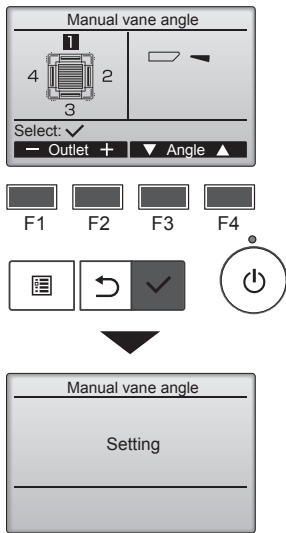 Manual vane angle
1
4 2
3
Select:
Outlet Angle
F1 F2 F3 F4
Manual vane angle
Setting